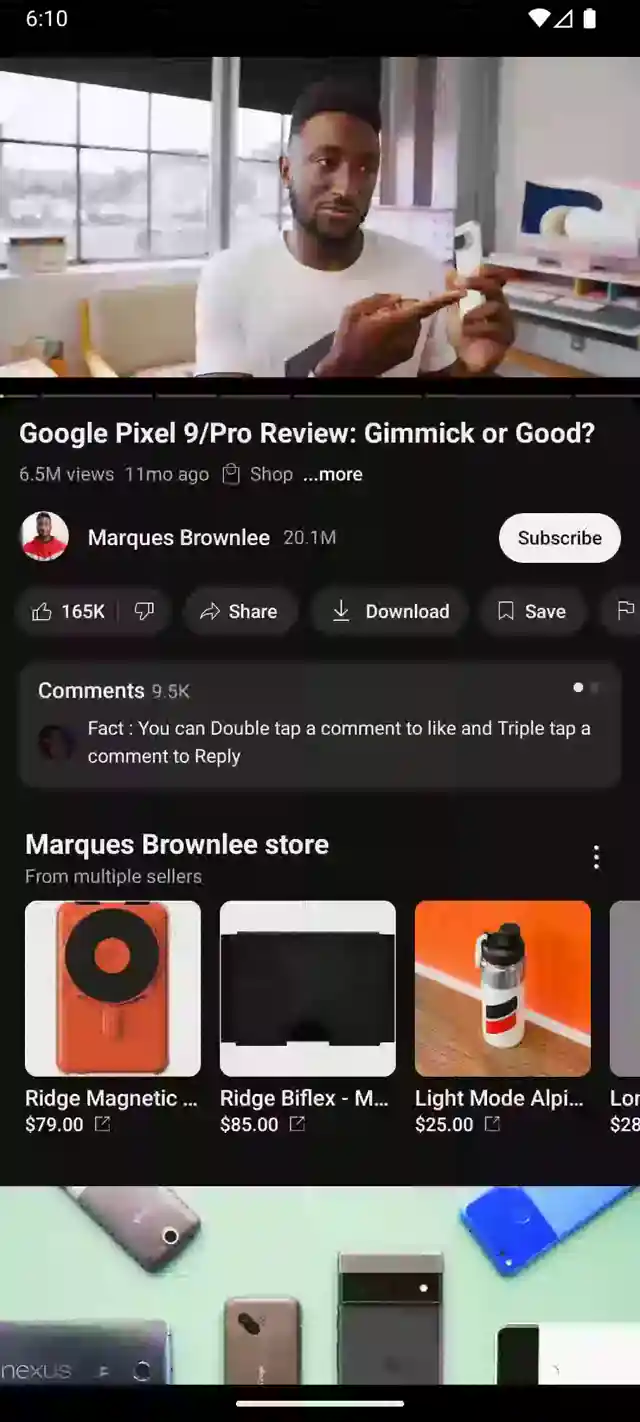 6:10
Google Pixel 9/Pro Review: Gimmick or Good?
6.5M views 11mo ago Shop ...more
Marques Brownlee 20.1M Subscribe
165K Share Download Save
Comments 9.5K
Fact : You can Double tap a comment to like and Triple tap a
comment to Reply
Marques Brownlee store
From multiple sellers
Ridge Magnetic ... Ridge Biflex - M... Light Mode Alpi... Lor
$79.00 $85.00 $25.00 $28
nexus